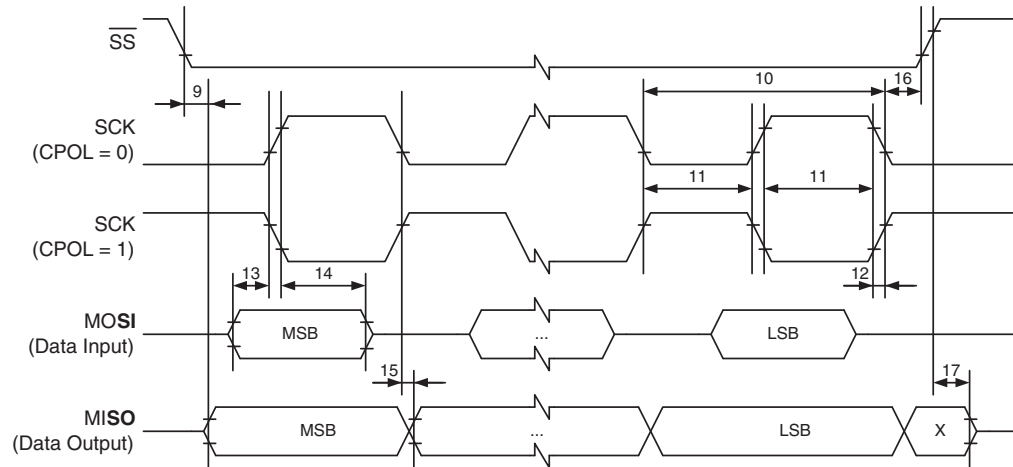 SS
9
10
16
SCK
(CPOL = 0)
11
11
SCK
(CPOL = 1)
13
14
12
MOSI
(Data Input)
MSB
...
LSB
15
17
MISO
(Data Output)
MSB
...
LSB
X